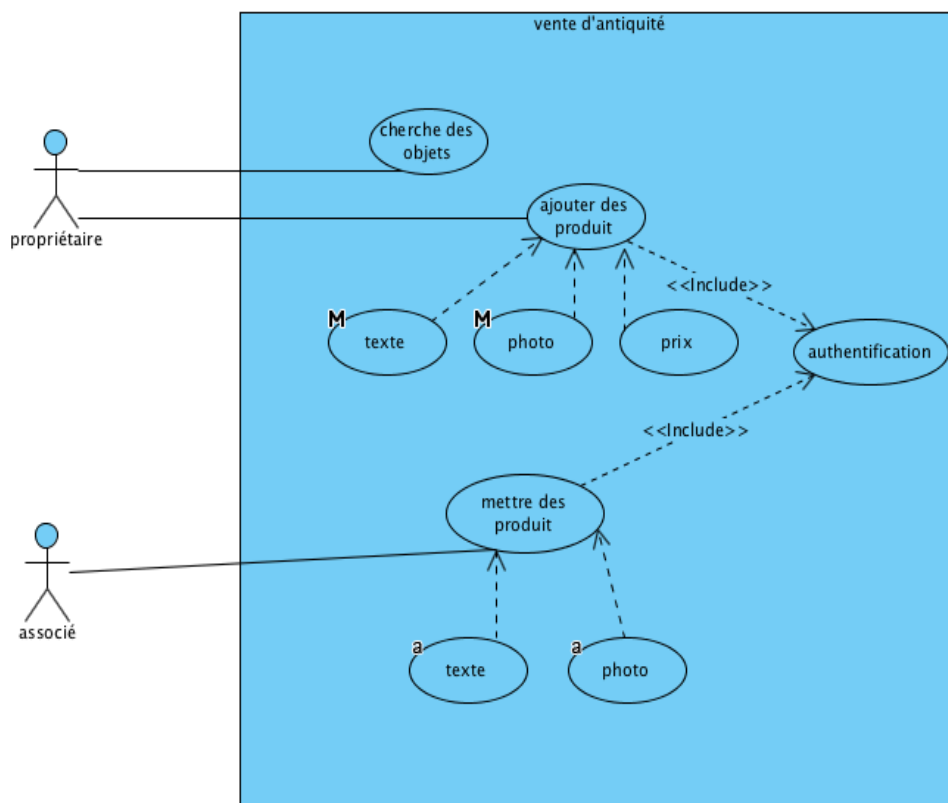 vente d'antiquité
cherche des
objets
propriétaire
ajouter des
produit
<<Include>>
M
texte
M
photo
prix
authentification
<<Include>>
mettre des
produit
associé
a
texte
a
photo